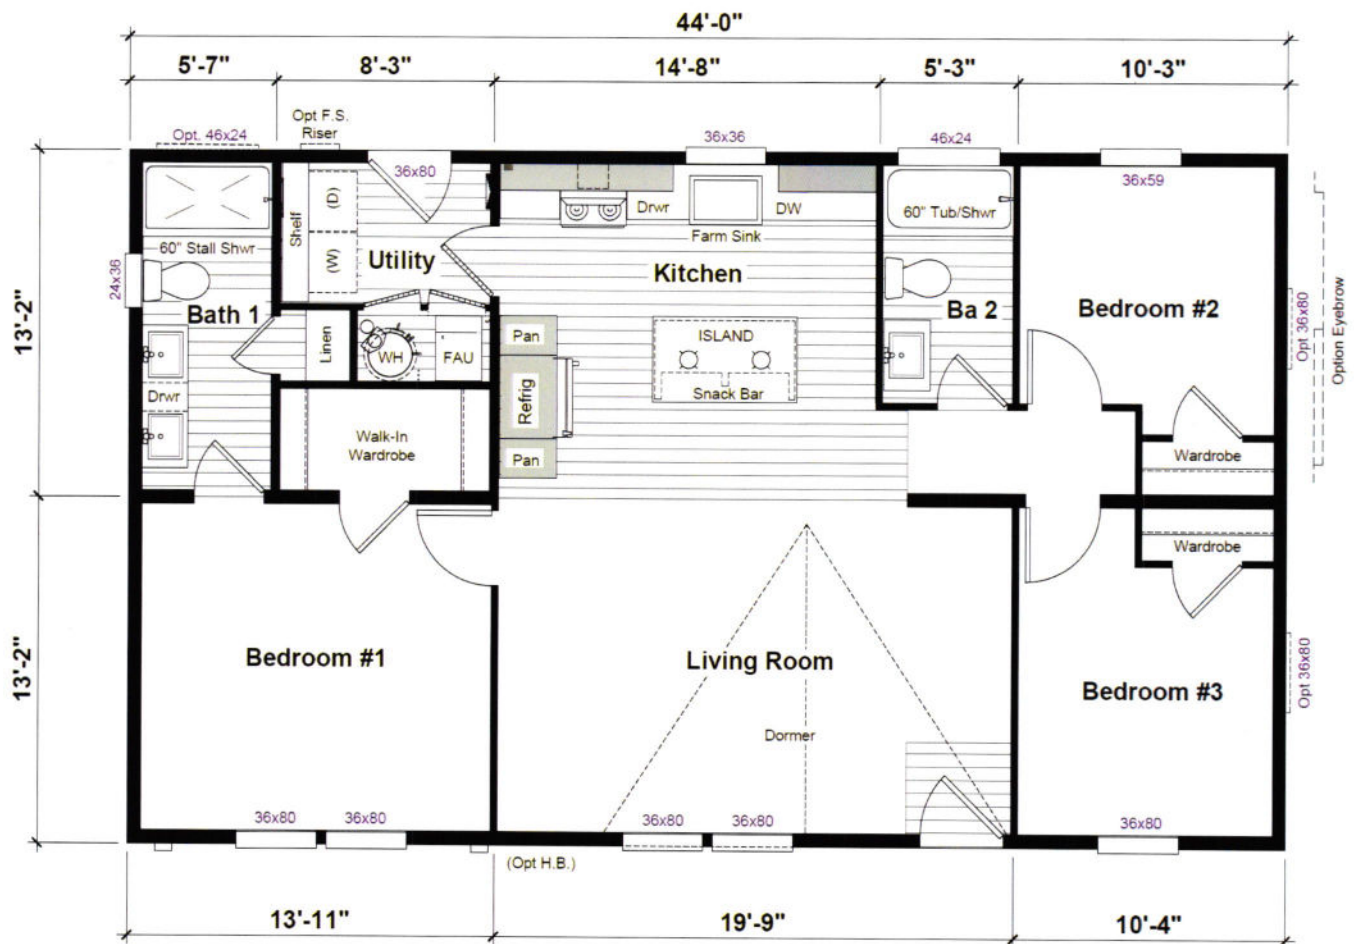 44'-0"
5'-7"
8'-3"
14'-8"
5'-3"
10'-3"
Opt F.S.
Riser
Opt. 46x24
36x36
46x24
36x80
36x59
Shelf
(D)
(W)
Drwr
DW
60" Tub/Shwr
Farm Sink
60" Stall Shwr
Utility
Kitchen
24x36
Bath 1
Ba 2
Bedroom #2
Opt 36x80
Option Eyebrow
13'-2"
Linen
WH
FAU
Pan
ISLAND
Snack Bar
Drwr
Refrig
Walk-In
Wardrobe
Pan
Wardrobe
Wardrobe
13'-2"
Bedroom #1
Living Room
Bedroom #3
Opt 36x80
Dormer
36x80
36x80
36x80
36x80
36x80
(Opt H.B.)
13'-11"
19'-9"
10'-4"